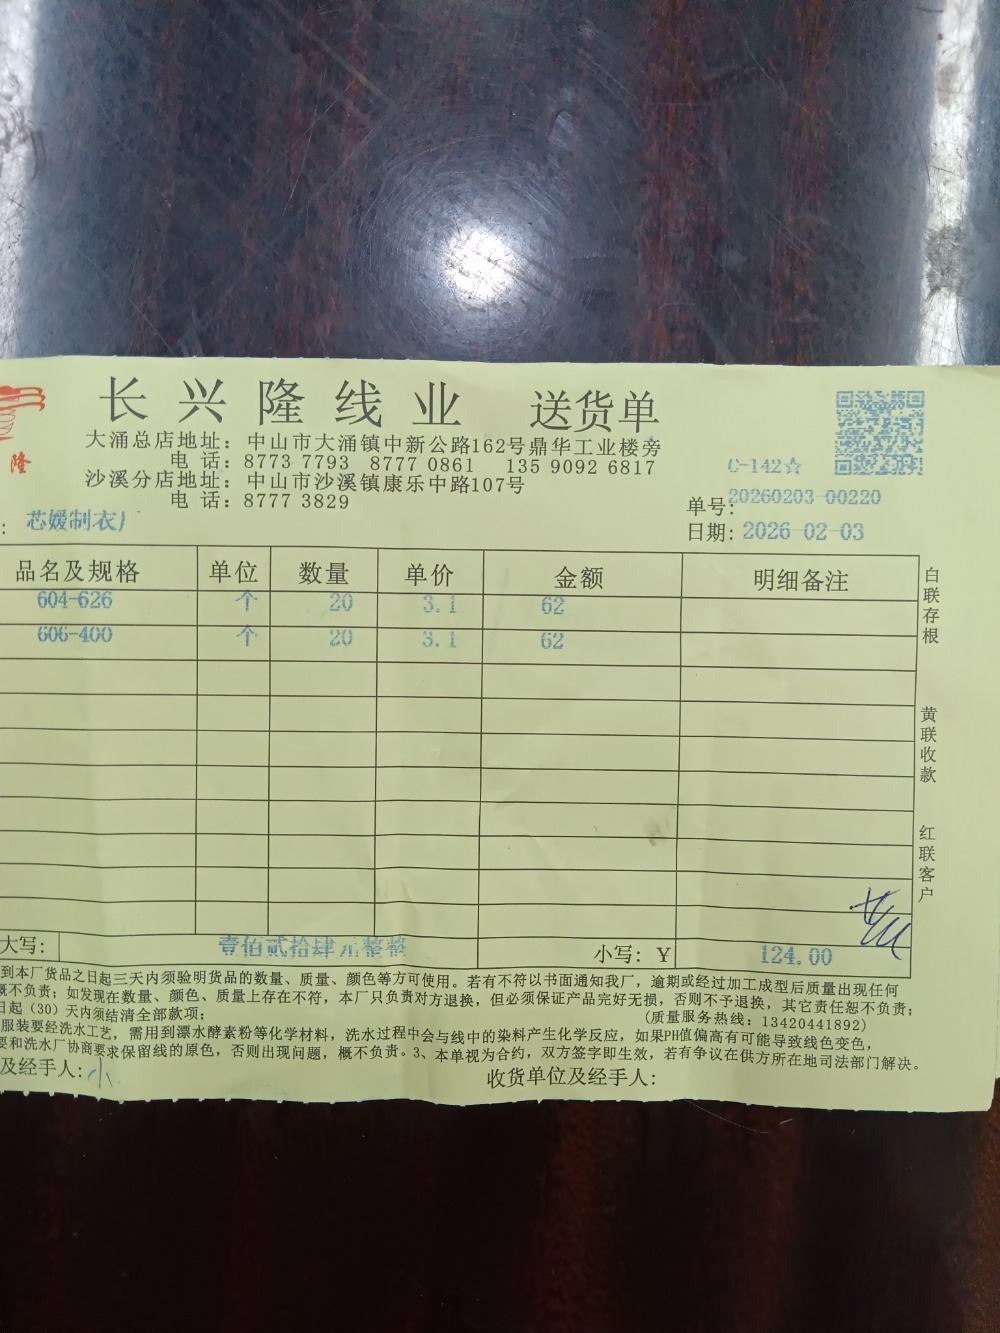 长兴隆线业 送货单
隆
大涌总店地址：中山市大涌镇中新公路162号鼎华工业楼旁
电 话：8773 7793 8777 0861 135 9092 6817
沙溪分店地址：中山市沙溪镇康乐中路107号
电 话：8777 3829
C-142☆
单号：20260203-00220
日期：2026-02-03
：芯媛制衣厂
品名及规格 单位 数量 单价 金额 明细备注
604-626 个 20 3.1 62
606-400 个 20 3.1 62
白联存根
黄联收款
红联客户
大写： 壹佰贰拾肆元整整 小写：Y 124.00
到本厂货品之日起三天内须验明货品的数量、质量、颜色等方可使用。若有不符以书面通知我厂，逾期或经过加工成型后质量出现任何
概不负责；如发现在数量、颜色、质量上存在不符，本厂只负责对方退换，但必须保证产品完好无损，否则不予退换，其它责任恕不负责；
日起（30）天内须结清全部款项； (质量服务热线：13420441892)
服装要经洗水工艺，需用到漂水酵素粉等化学材料，洗水过程中会与线中的染料产生化学反应，如果PH值偏高有可能导致线色变色，
要和洗水厂协商要求保留线的原色，否则出现问题，概不负责。3、本单视为合约，双方签字即生效，若有争议在供方所在地司法部门解决。
及经手人：小 收货单位及经手人：